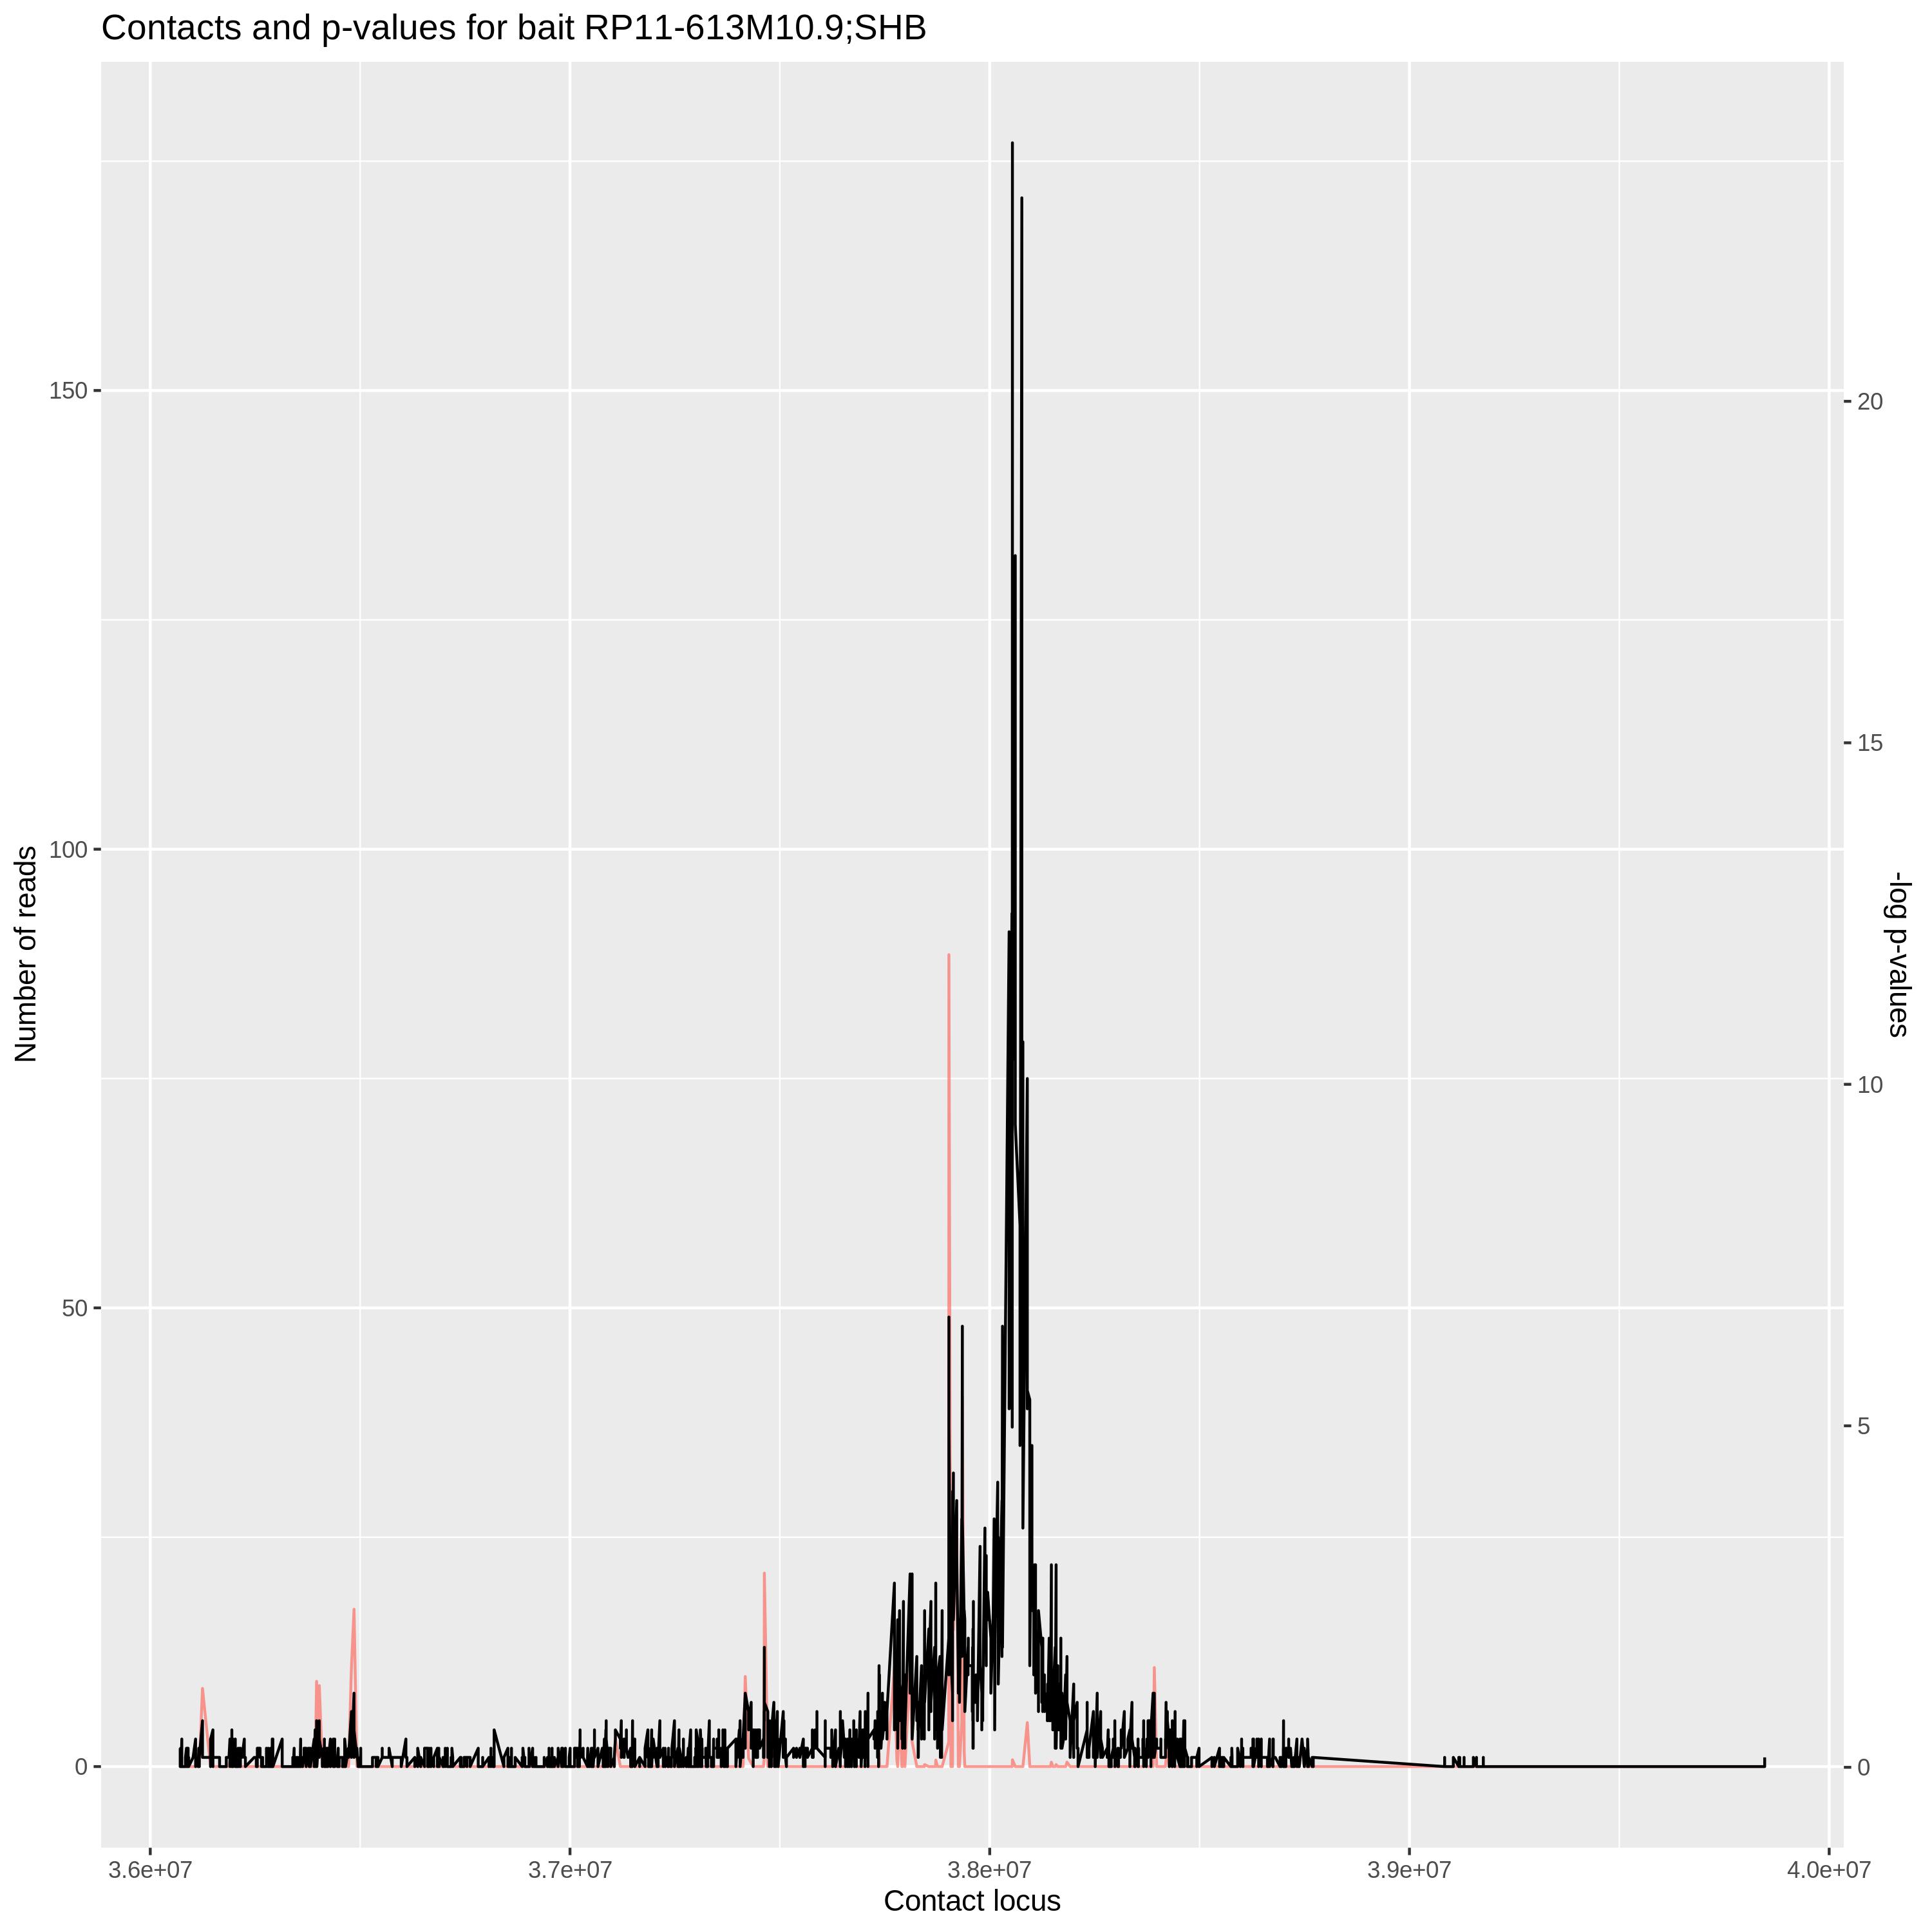 Contacts and p-values for bait RP11-613M10.9;SHB
Number of reads
150
100
50
0
20
15
10
5
0
-log p-values
3.6e+07
3.7e+07
3.8e+07
3.9e+07
4.0e+07
Contact locus